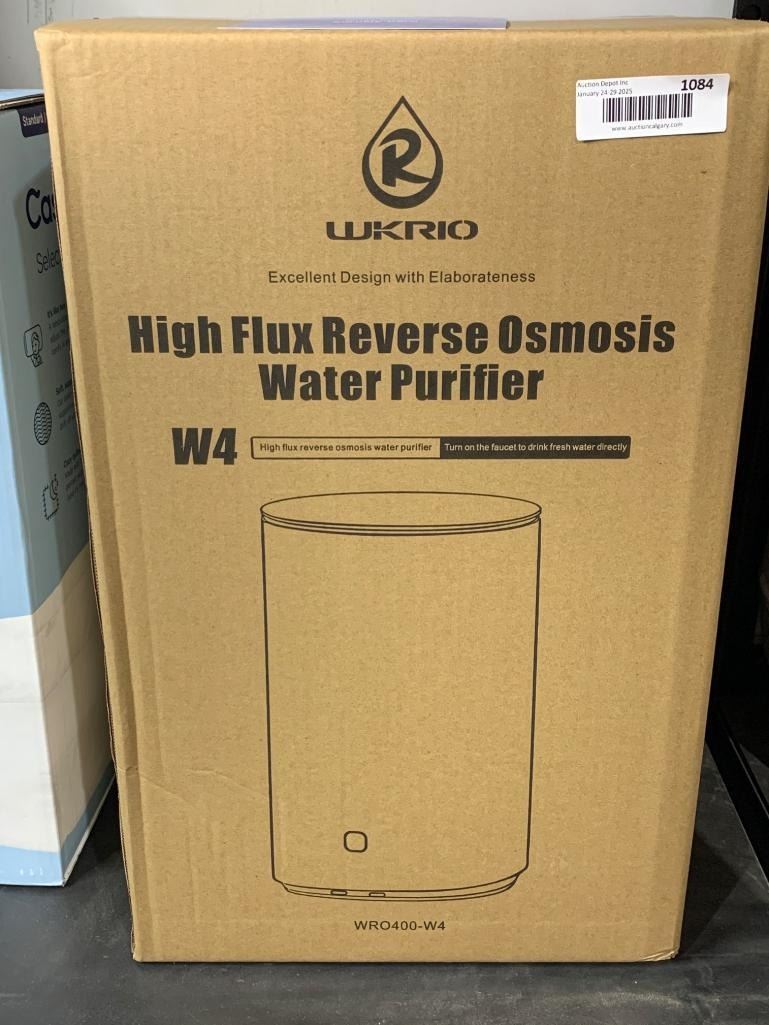 Auction Depot Inc
January 24-29 2025
1084
www.auctioncalgary.com
R
WKRIO
Excellent Design with Elaborateness
High Flux Reverse Osmosis
Water Purifier
W4
High flux reverse osmosis water purifier
Turn on the faucet to drink fresh water directly
WRO400-W4
Standard